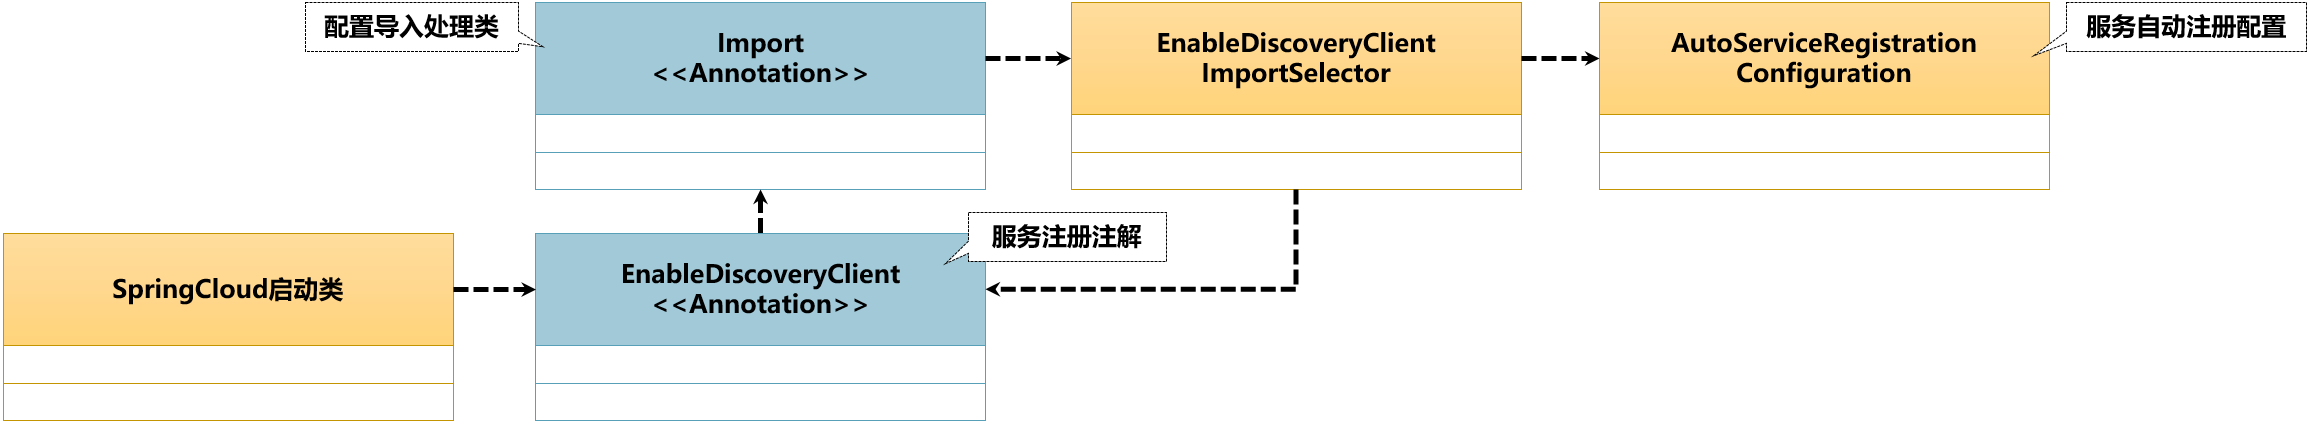 配置导入处理类
Import
<<Annotation>>
EnableDiscoveryClient
ImportSelector
AutoServiceRegistration
Configuration
服务自动注册配置
SpringCloud启动类
EnableDiscoveryClient
<<Annotation>>
服务注册注解